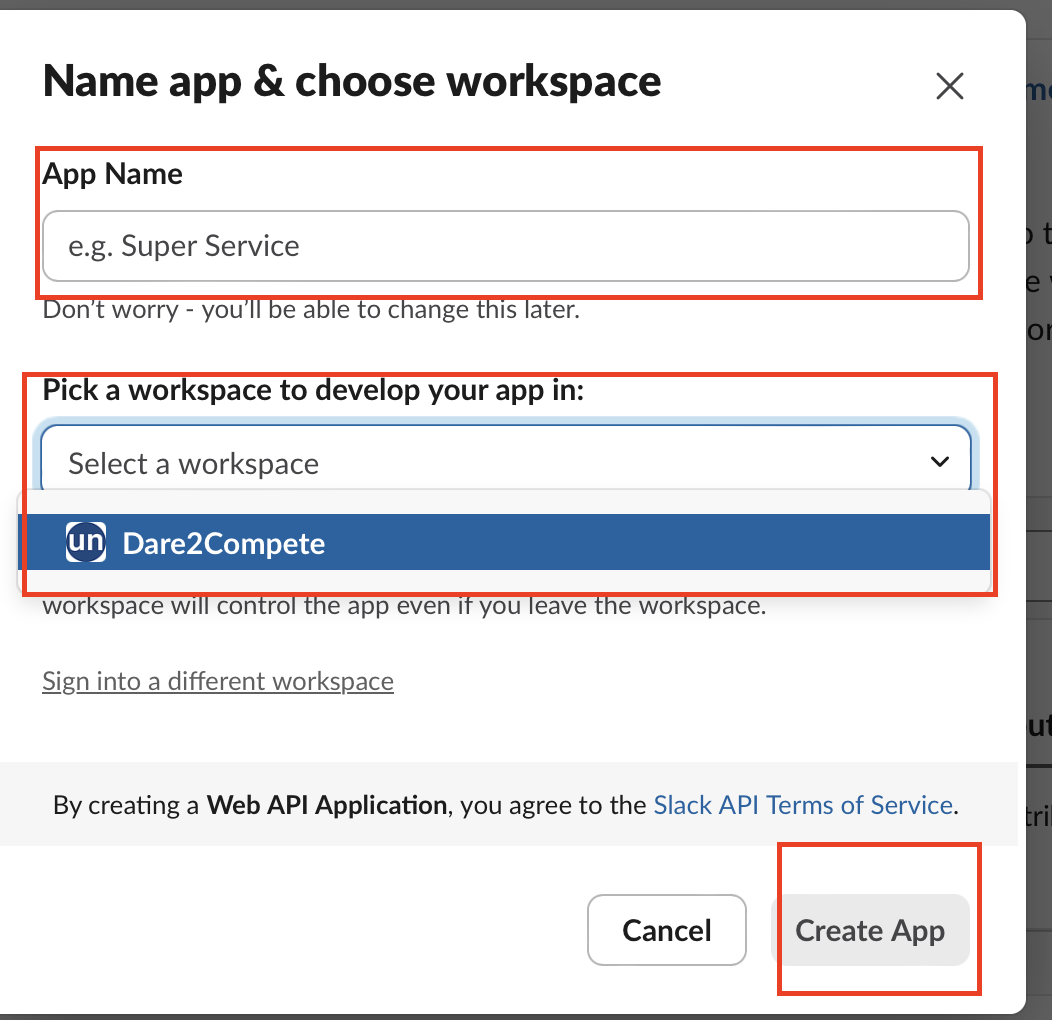 Name app & choose workspace
App Name
e.g. Super Service
Don't worry - you'll be able to change this later.
Pick a workspace to develop your app in:
Select a workspace
un Dare2Compete
workspace will control the app even if you leave the workspace.
Sign into a different workspace
By creating a Web API Application, you agree to the Slack API Terms of Service.
Cancel Create App